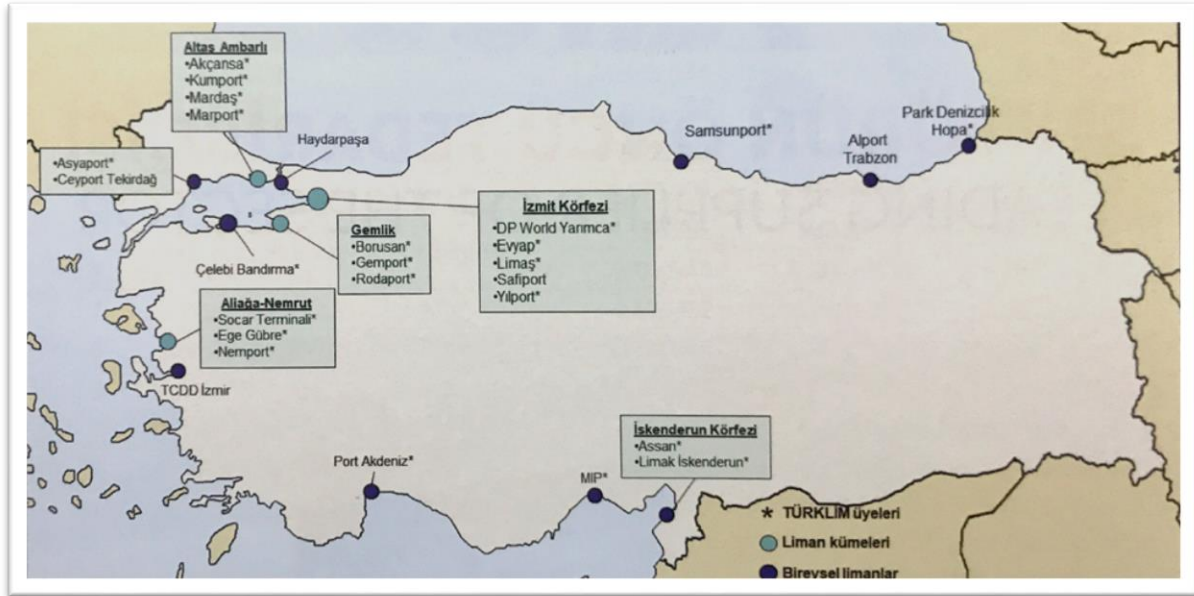 Altaş Ambarlı
•Akçansa*
•Kumport*
•Mardaş*
•Marport*
Haydarpaşa
•Asyaport*
•Ceyport Tekirdağ
Samsunport*
Alport
Trabzon
Park Denizcilik
Hopa*
Gemlik
•Borusan*
•Gemport*
•Rodaport*
İzmit Körfezi
•DP World Yarımca*
•Evyap*
•Limaş*
•Safiport
•Yılport*
Çelebi Bandırma*
Aliağa-Nemrut
•Socar Terminali*
•Ege Gübre*
•Nemport*
TCDD İzmir
Port Akdeniz*
MIP*
İskenderun Körfezi
•Assan*
•Limak İskenderun*
* TÜRKLİM üyeleri
Liman kümeleri
Bireysel limanlar